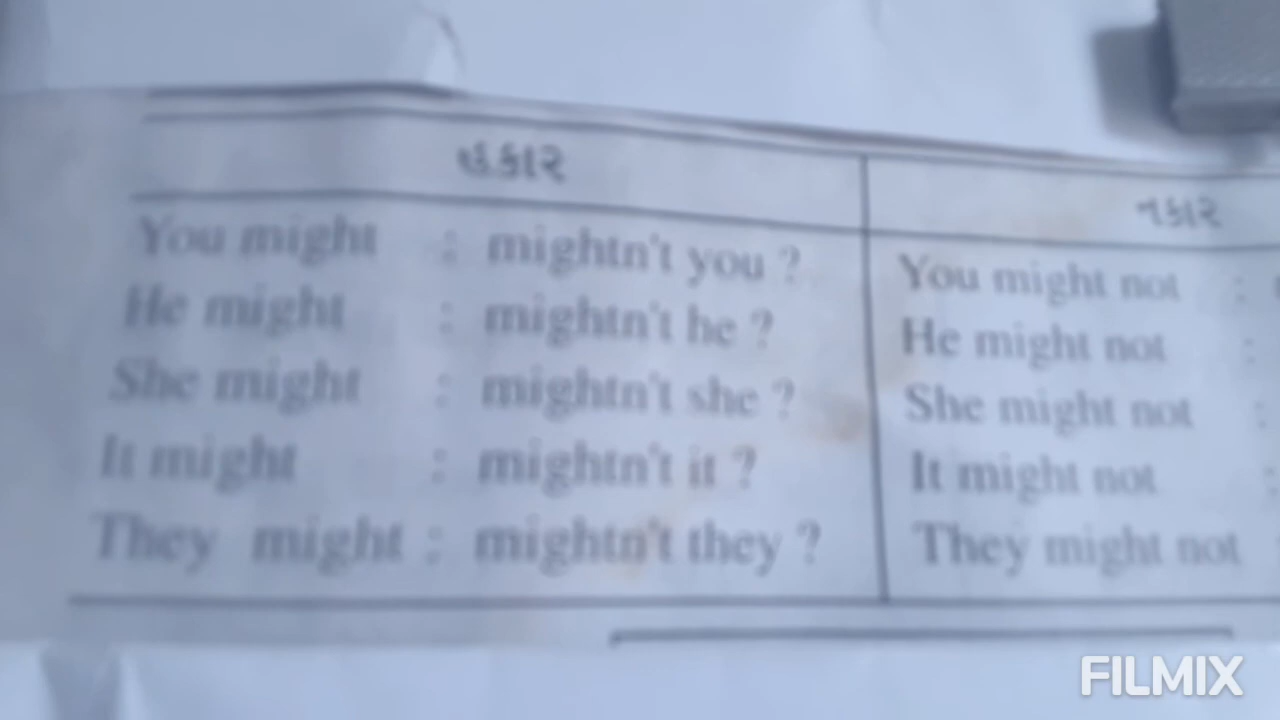 હકાર નકાર
You might : mightn't you ? You might not :
He might : mightn't he ? He might not :
She might : mightn't she ? She might not :
It might : mightn't it ? It might not :
They might : mightn't they ? They might not :
FILMIX